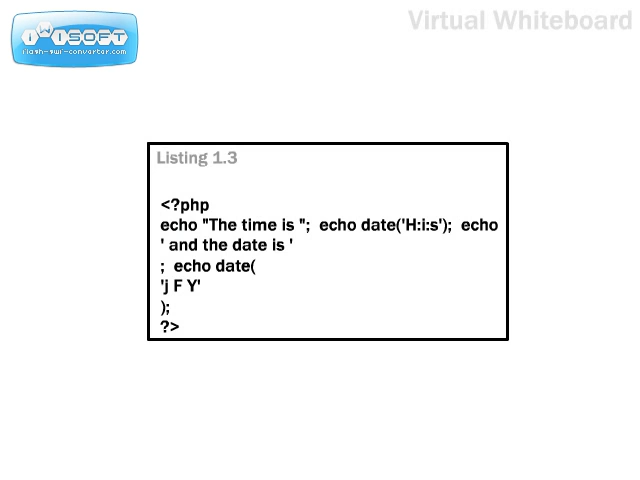 iWiSOFT
flash-swf-converter.com
Virtual Whiteboard
Listing 1.3
<?php
echo "The time is ";  echo date('H:i:s');  echo
' and the date is '
;  echo date(
'j F Y'
);
?>